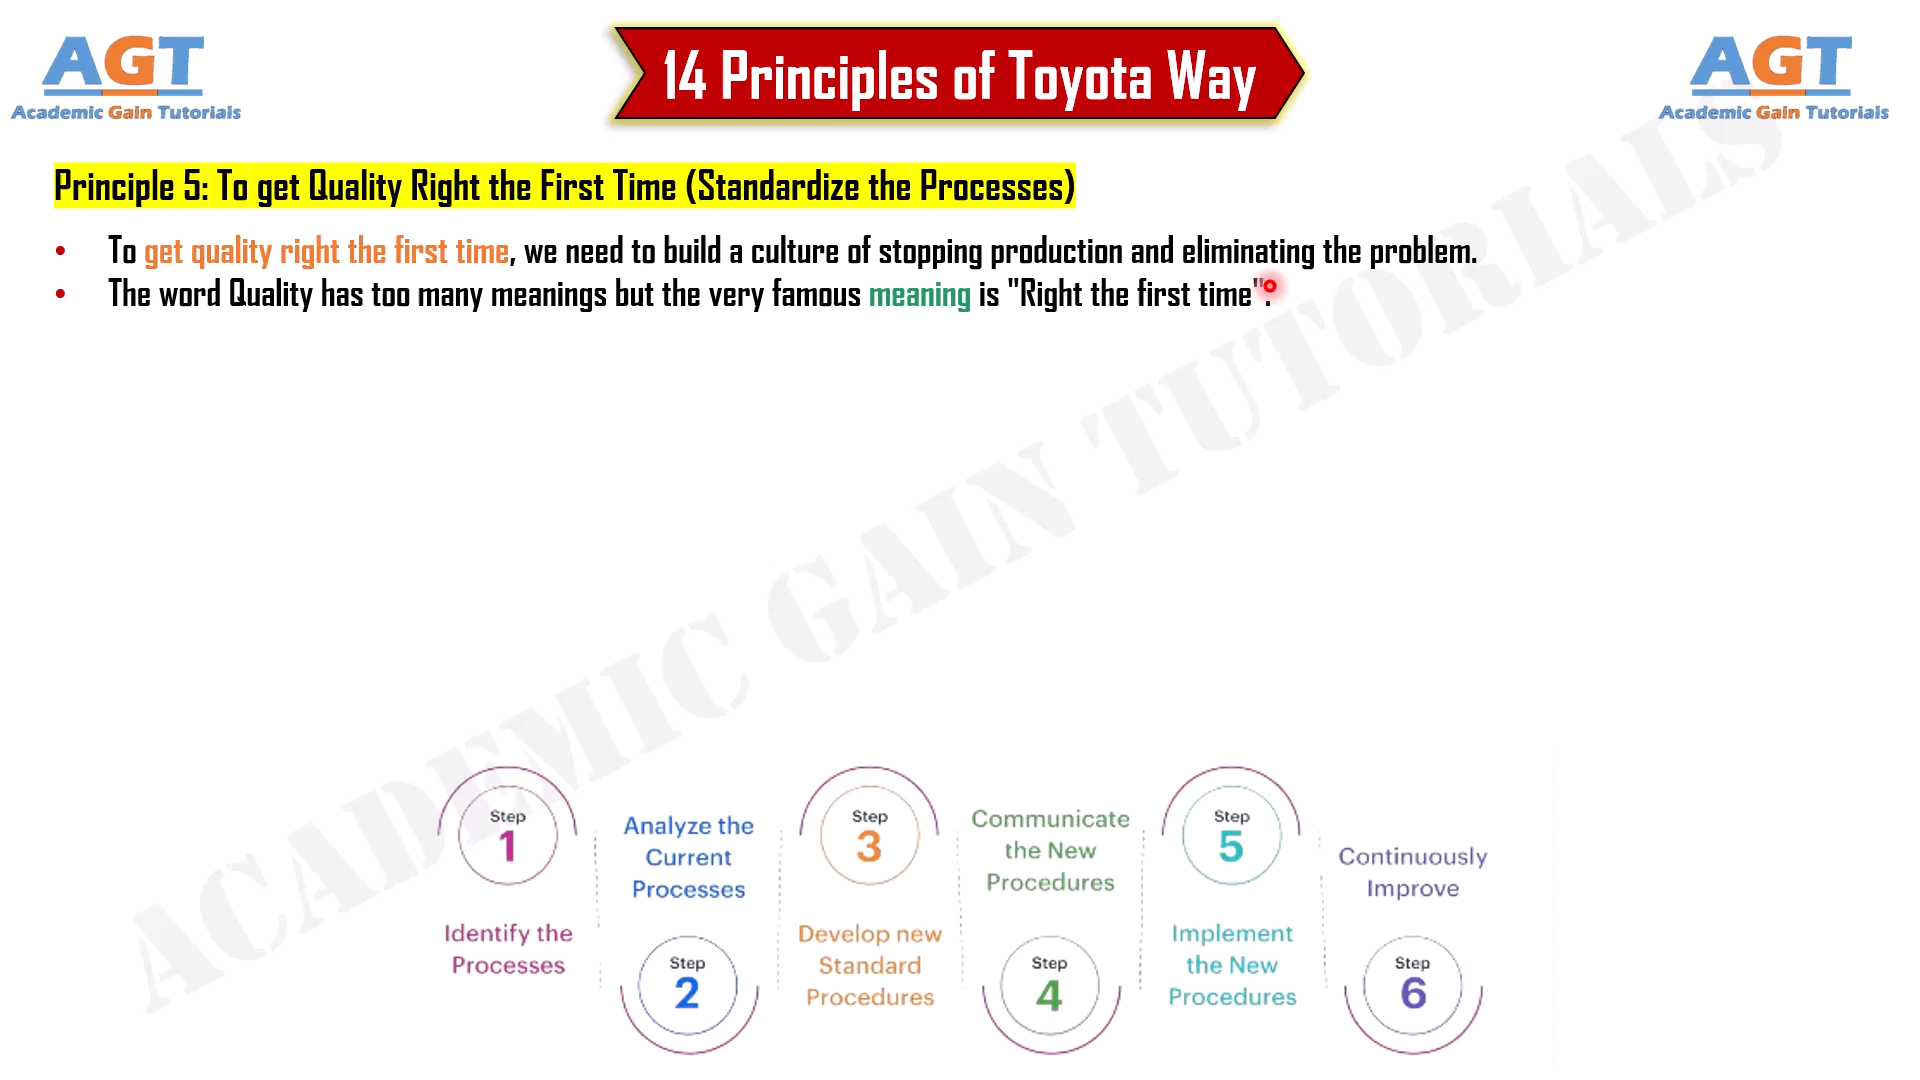 AGT
Academic Gain Tutorials
14 Principles of Toyota Way
AGT
Academic Gain Tutorials
Principle 5: To get Quality Right the First Time (Standardize the Processes)
• To get quality right the first time, we need to build a culture of stopping production and eliminating the problem.
• The word Quality has too many meanings but the very famous meaning is "Right the first time".
ACADEMIC GAIN TUTORIALS
Step
1
Identify the
Processes
Analyze the
Current
Processes
Step
2
Step
3
Develop new
Standard
Procedures
Communicate
the New
Procedures
Step
4
Step
5
Implement
the New
Procedures
Continuously
Improve
Step
6